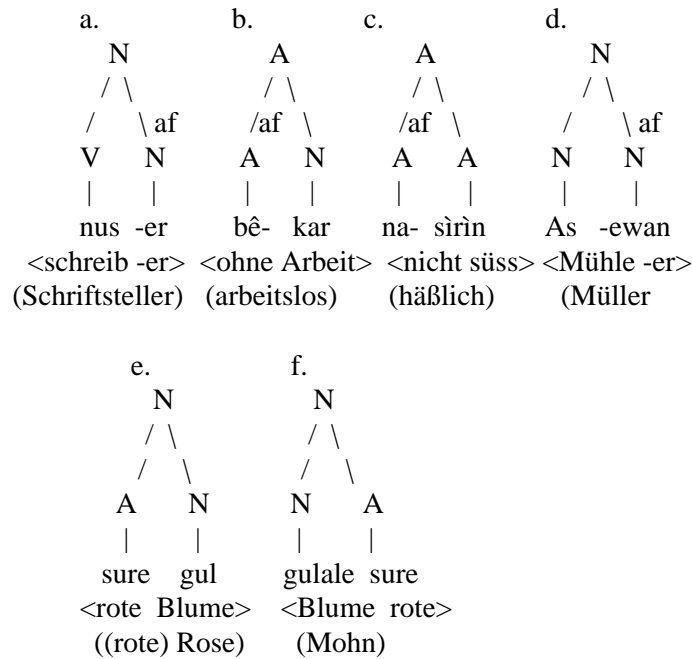 a. b. c. d.
N A A N
/ \ / \ / \ / \
/ \ af /af \ /af \ / \ af
V N A N A A N N
| | | | | | | |
nus -er bê- kar na- sìrìn As -ewan
<schreib -er> <ohne Arbeit> <nicht süss> <Mühle -er>
(Schriftsteller) (arbeitslos) (häßlich) (Müller
e. f.
N N
/ \ / \
/ \ / \
A N N A
| | | |
sure gul gulale sure
<rote Blume> <Blume rote>
((rote) Rose) (Mohn)